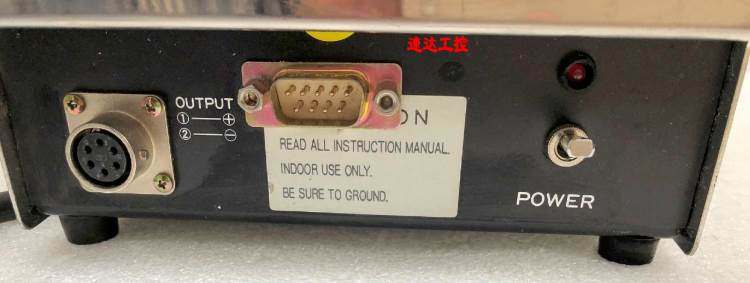 速达工控
OUTPUT
①—⊕
②—⊖
ON
READ ALL INSTRUCTION MANUAL.
INDOOR USE ONLY.
BE SURE TO GROUND.
POWER